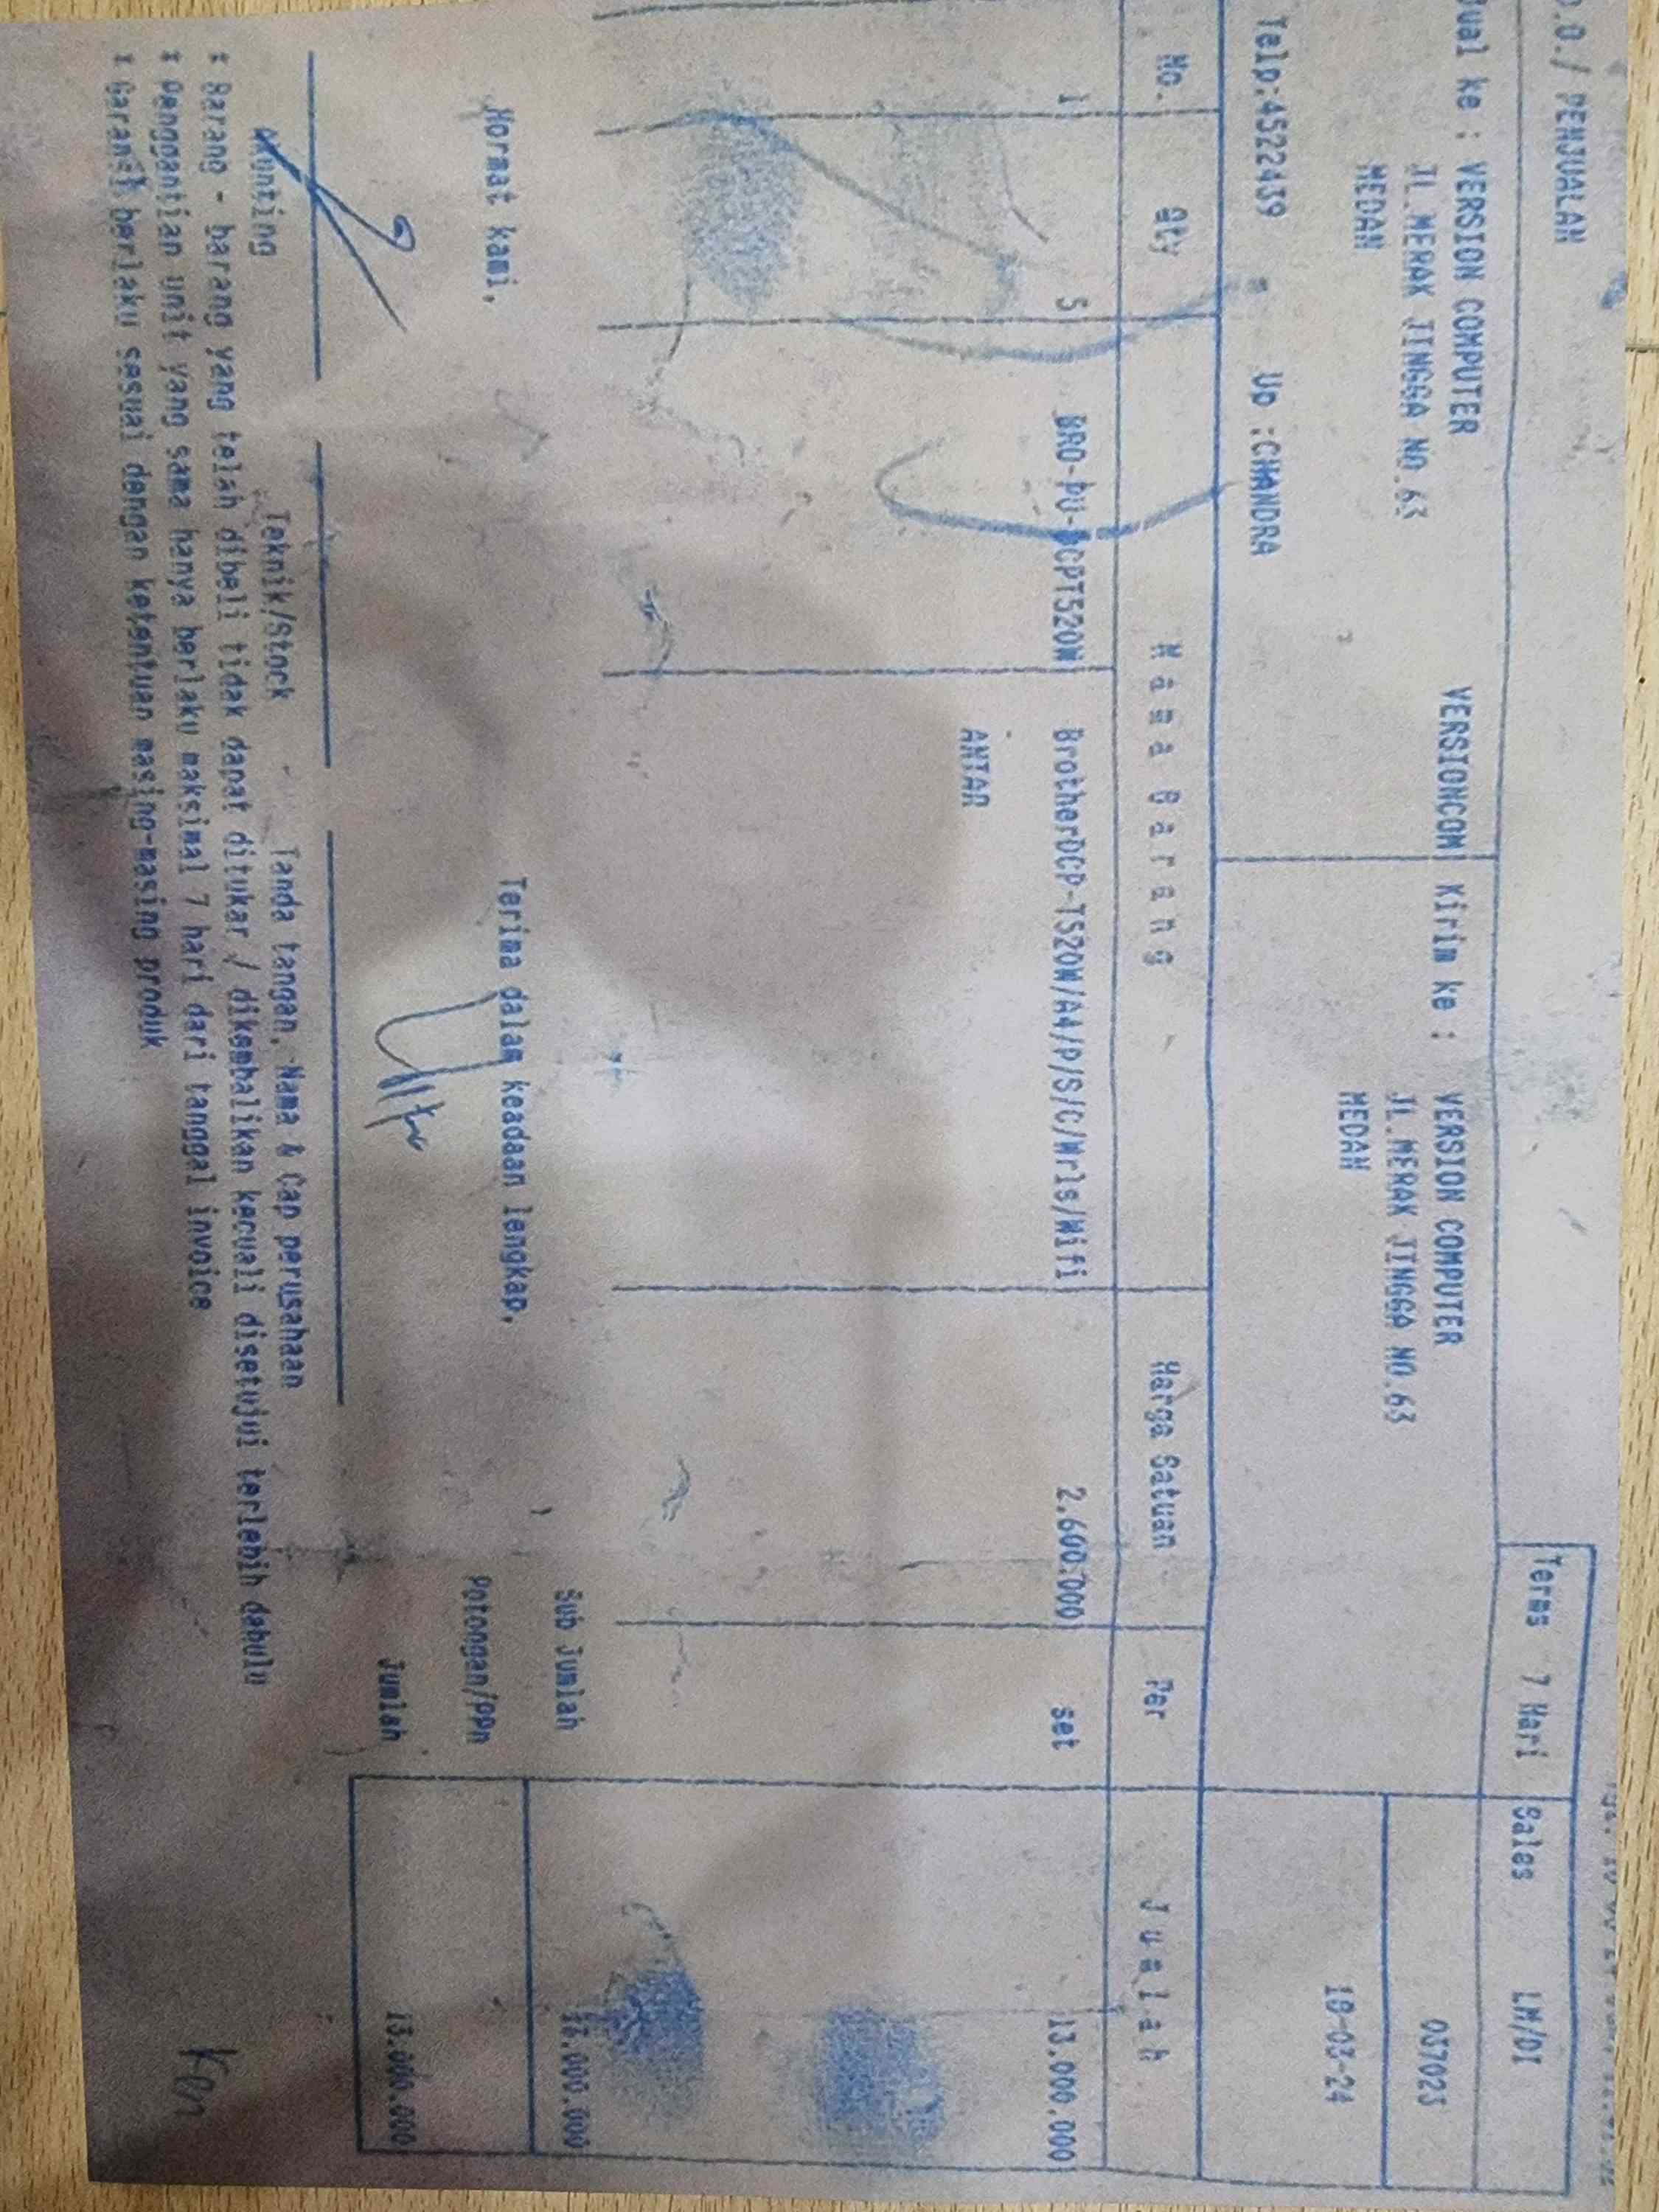 PENJUALAN
Terms 7 Hari Sales LM/DI
Jual ke : VERSION COMPUTER VERSIONCOM Kirim ke : VERSION COMPUTER 037023
JL.MERAK JINGGA NO.63 JL.MERAK JINGGA NO.63
MEDAN MEDAN 18-03-24
Telp:4522439 Up :CHANDRA
No. Qty Nama Barang Harga Satuan Per Jumlah
1 5 BRO-PU-DCPT520W BrotherDCP-T520W/A4/P/S/C/Wrls/Wifi 2.600.000 set 13.000.000
ANTAR
Sub Jumlah 13.000.000
Hormat kami, Terima dalam keadaan lengkap, Potongan/PPn
Jumlah 13.000.000
Akunting Teknik/Stock Tanda tangan, Nama & Cap perusahaan
* Barang - barang yang telah dibeli tidak dapat ditukar / dikembalikan kecuali disetujui terlebih dahulu
* Penggantian unit yang sama hanya berlaku maksimal 7 hari dari tanggal invoice
* Garansi berlaku sesuai dengan ketentuan masing-masing produk
Ken